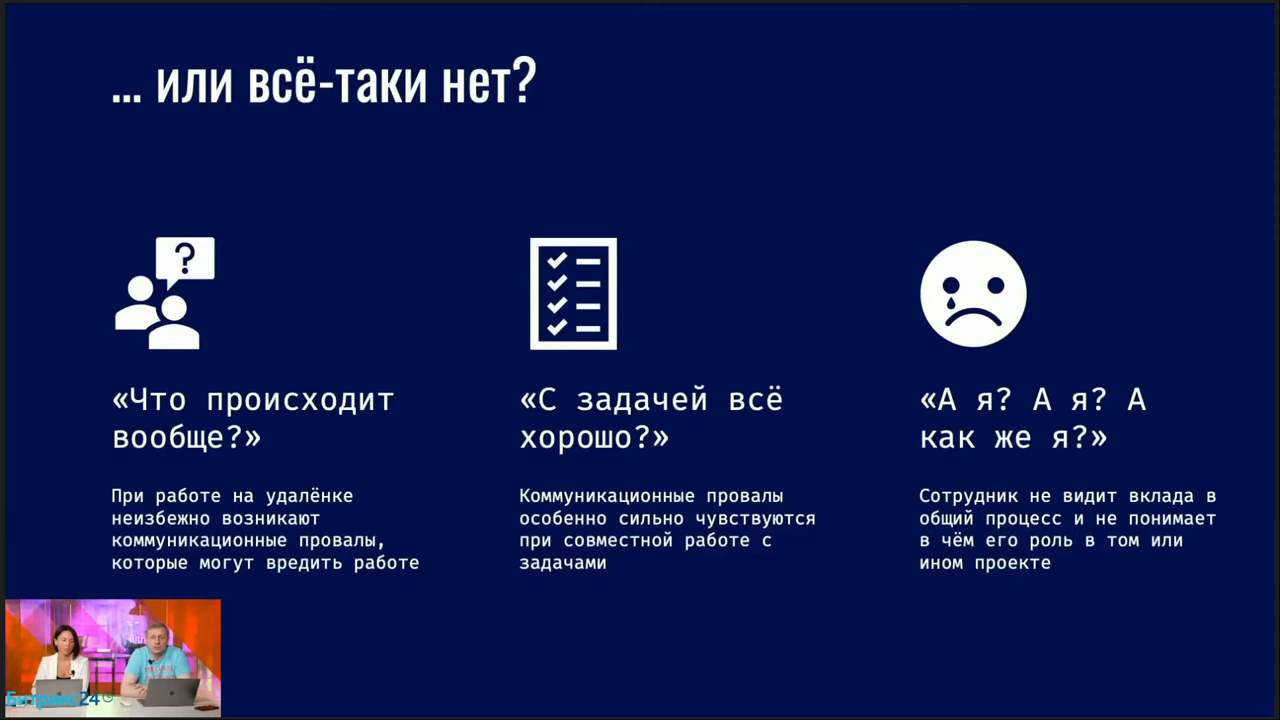 ... или всё-таки нет?
?
«Что происходит
вообще?»
При работе на удалёнке
неизбежно возникают
коммуникационные провалы,
которые могут вредить работе
«С задачей всё
хорошо?»
Коммуникационные провалы
особенно сильно чувствуются
при совместной работе с
задачами
«А я? А я? А
как же я?»
Сотрудник не видит вклада в
общий процесс и не понимает
в чём его роль в том или
ином проекте
Битрикс24